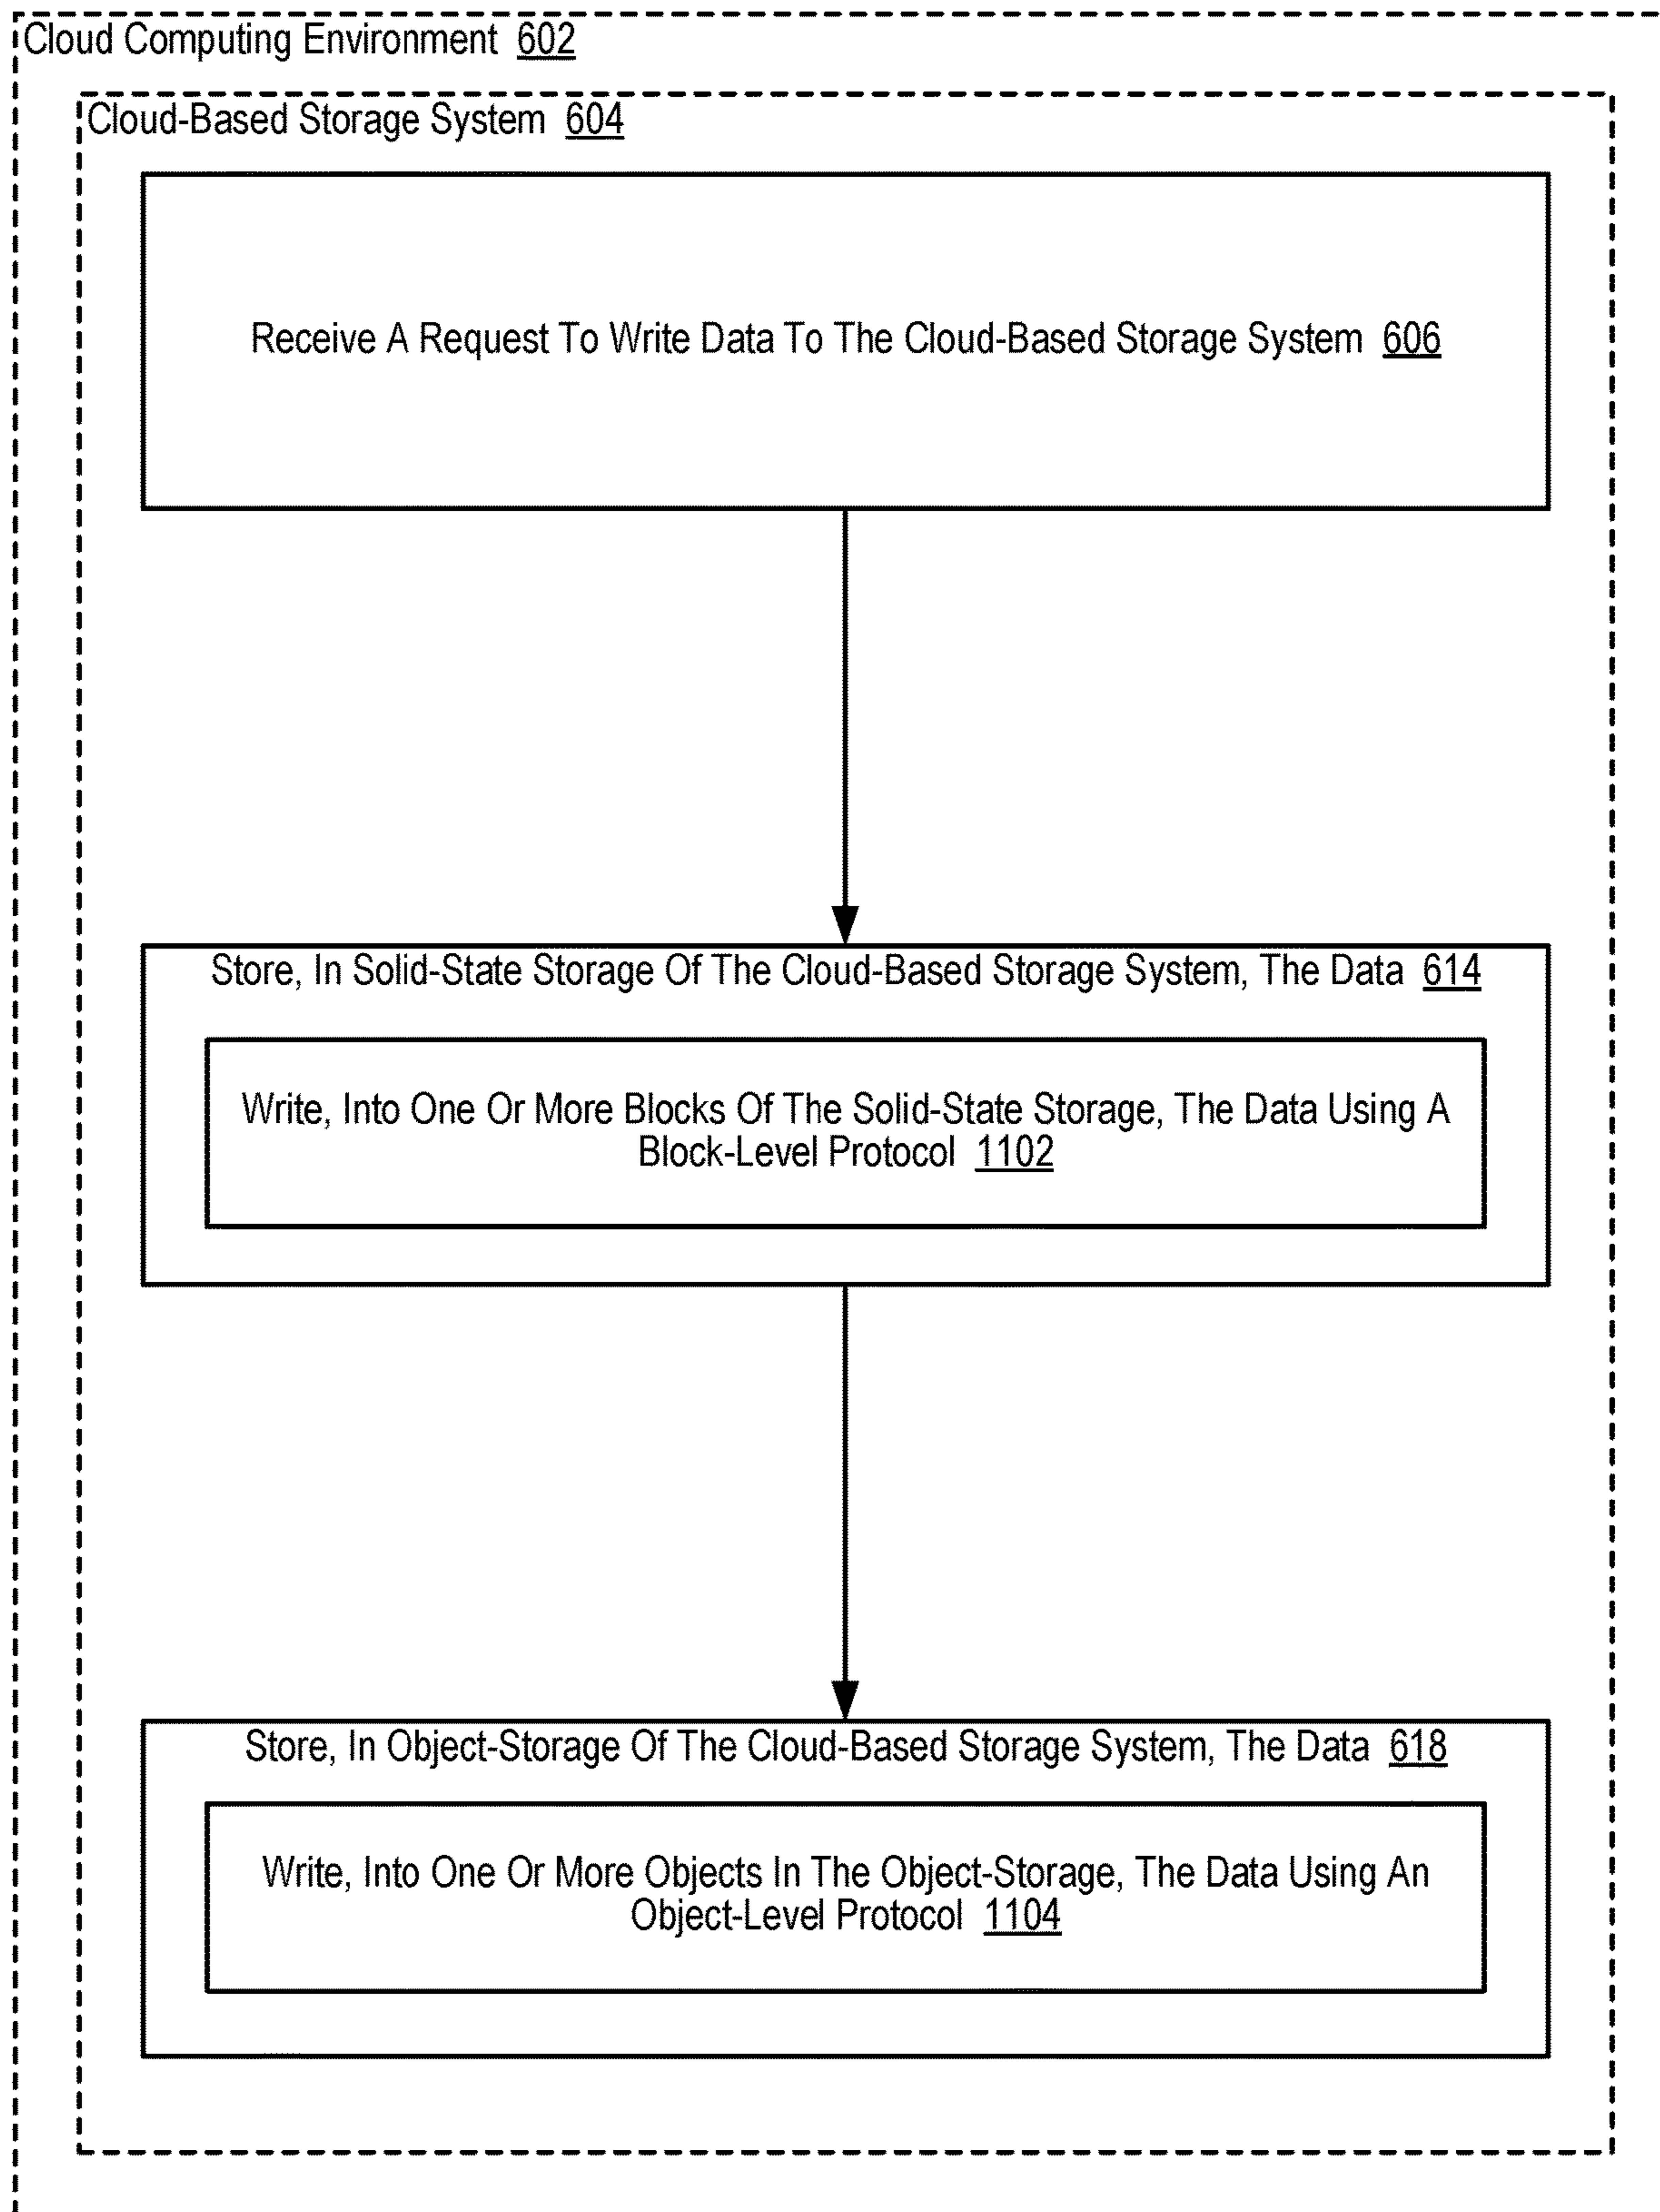 Cloud Computing Environment 602
Cloud-Based Storage System 604
Receive A Request To Write Data To The Cloud-Based Storage System 606
Store, In Solid-State Storage Of The Cloud-Based Storage System, The Data 614
Write, Into One Or More Blocks Of The Solid-State Storage, The Data Using A
Block-Level Protocol 1102
Store, In Object-Storage Of The Cloud-Based Storage System, The Data 618
Write, Into One Or More Objects In The Object-Storage, The Data Using An
Object-Level Protocol 1104